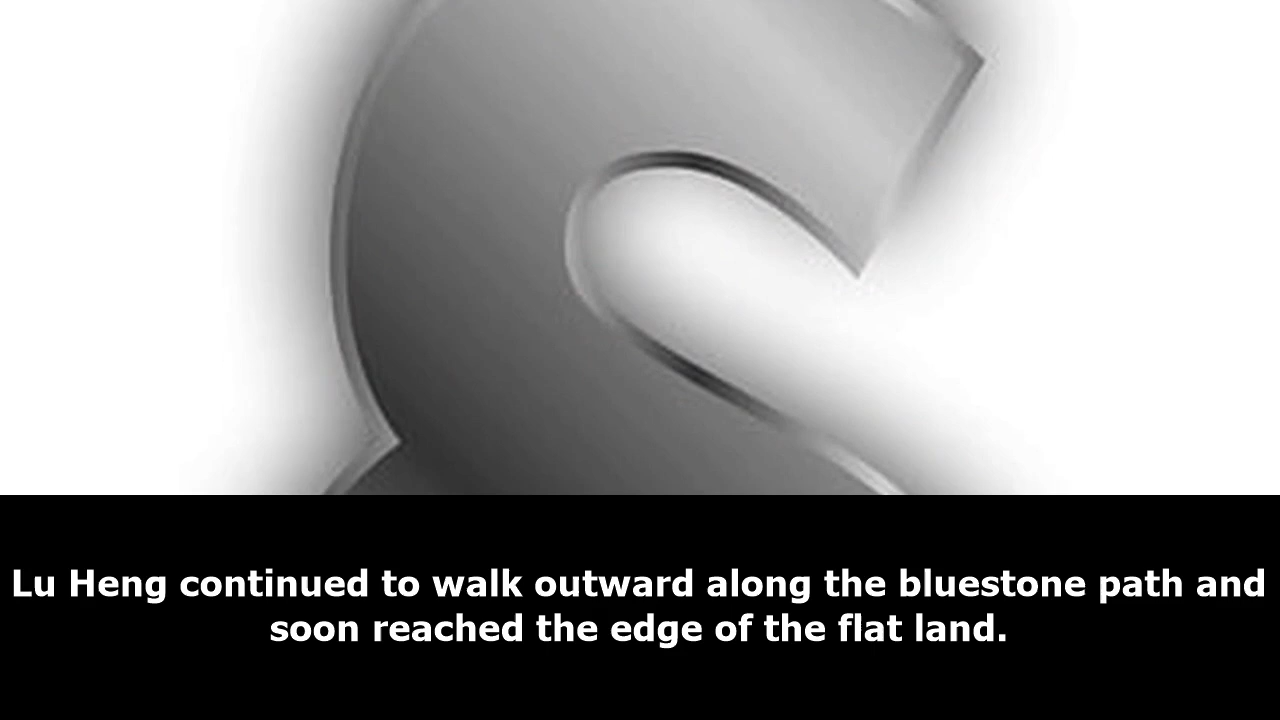 Lu Heng continued to walk outward along the bluestone path and
soon reached the edge of the flat land.